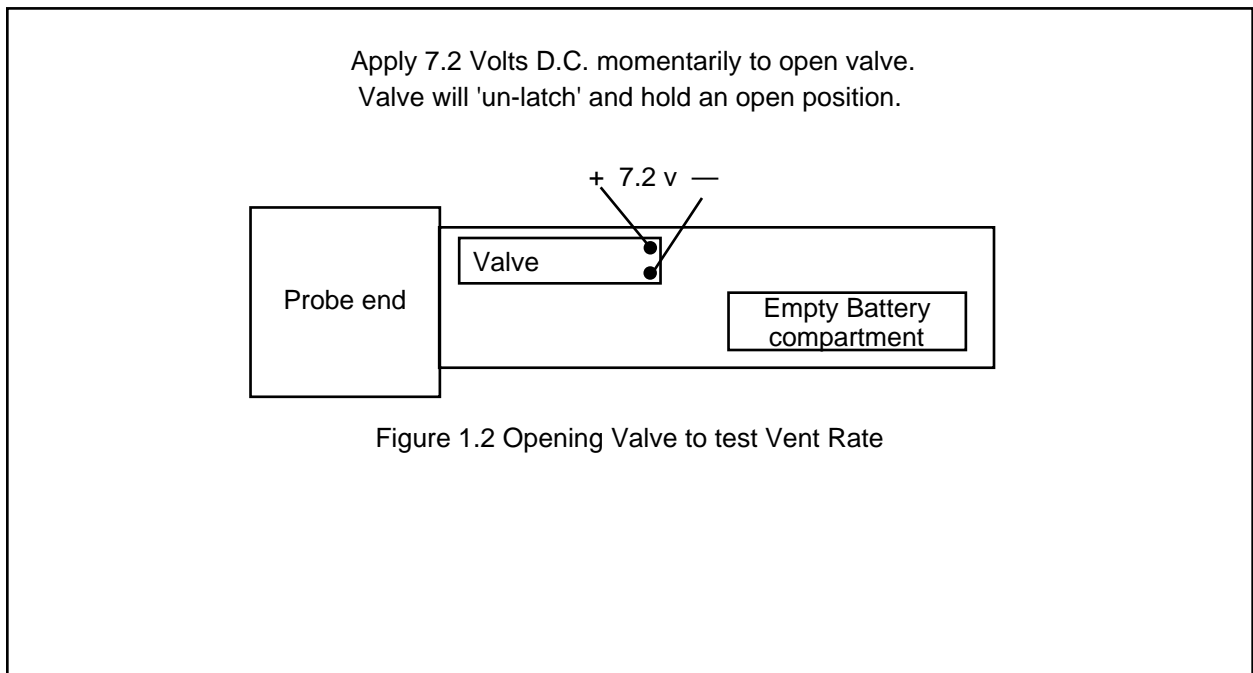 Apply 7.2 Volts D.C. momentarily to open valve.
Valve will 'un-latch' and hold an open position.
+ 7.2 v —
Valve
Probe end
Empty Battery
compartment
Figure 1.2 Opening Valve to test Vent Rate